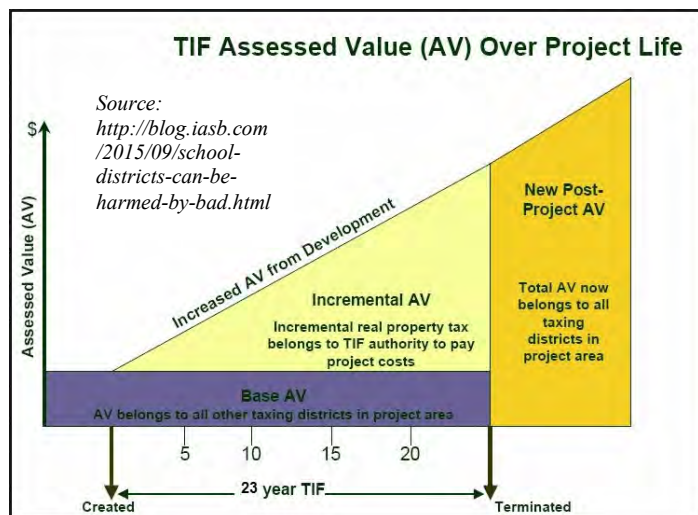 TIF Assessed Value (AV) Over Project Life
Source:
http://blog.iasb.com
/2015/09/school-
districts-can-be-
harmed-by-bad.html
$
Assessed Value (AV)
Increased AV from Development
Incremental AV
Incremental real property tax
belongs to TIF authority to pay
project costs
New Post-
Project AV
Total AV now
belongs to all
taxing
districts in
project area
Base AV
AV belongs to all other taxing districts in project area
5
10
15
20
23 year TIF
Created
Terminated